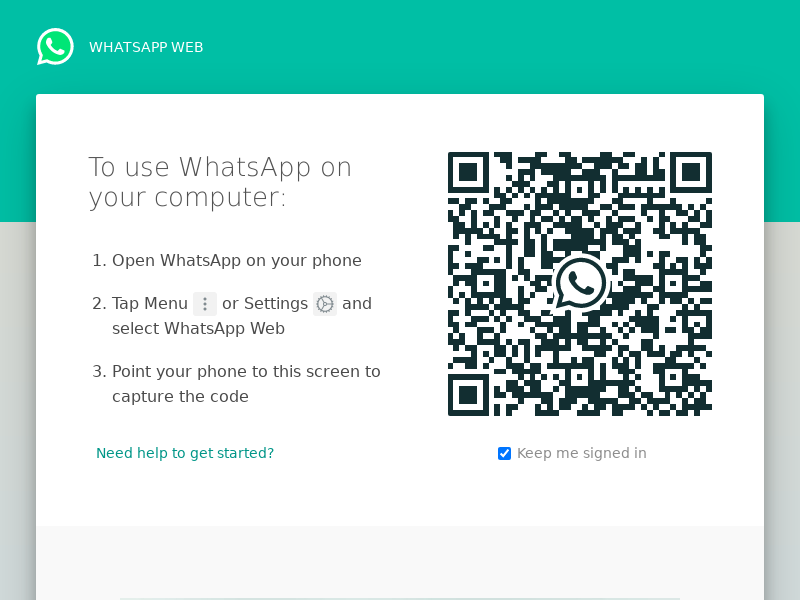 WHATSAPP WEB
To use WhatsApp on
your computer:
1. Open WhatsApp on your phone
2. Tap Menu or Settings and
select WhatsApp Web
3. Point your phone to this screen to
capture the code
Need help to get started?
Keep me signed in